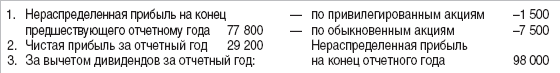 1. Нераспределенная прибыль на конец
предшествующего отчетному года 77 800
2. Чистая прибыль за отчетный год 29 200
3. За вычетом дивидендов за отчетный год:
— по привилегированным акциям –1 500
— по обыкновенным акциям –7 500
Нераспределенная прибыль
на конец отчетного года 98 000